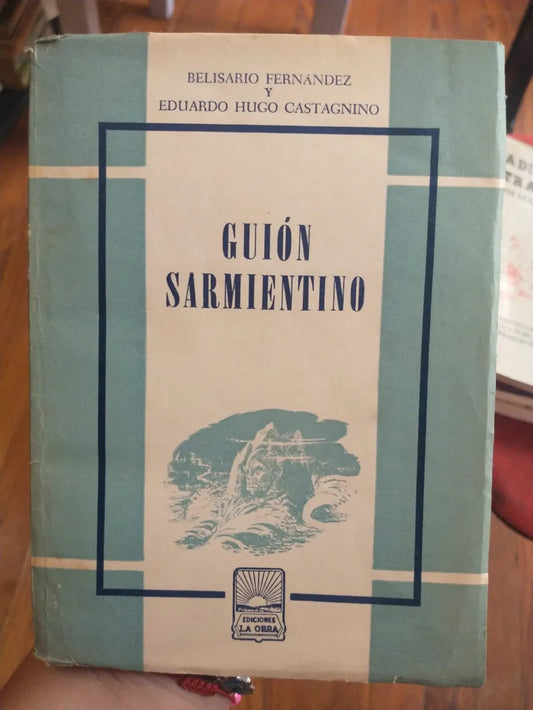 BELISARIO FERNANDEZ
Y
EDUARDO HUGO CASTAGNINO
GUIÓN
SARMIENTINO
EDICIONES
LA OBRA